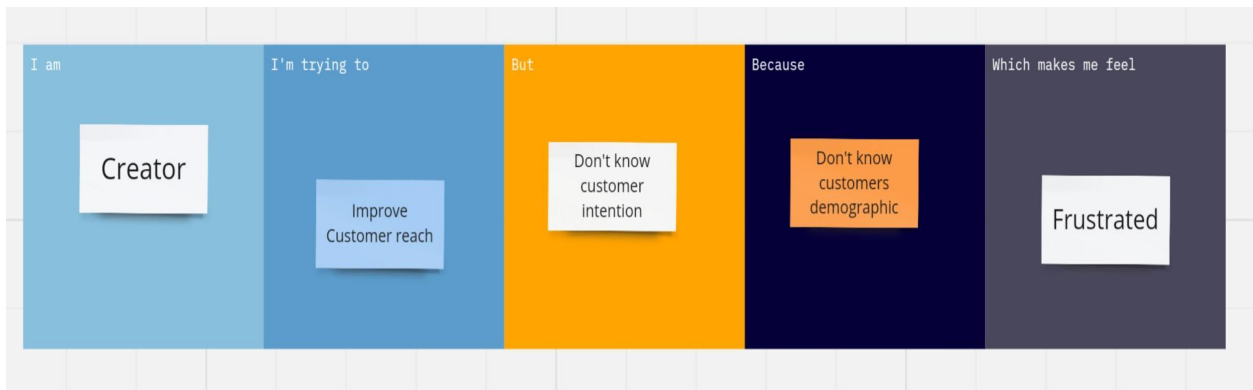 I am
Creator
I'm trying to
Improve
Customer reach
But
Don't know
customer
intention
Because
Don't know
customers
demographic
Which makes me feel
Frustrated